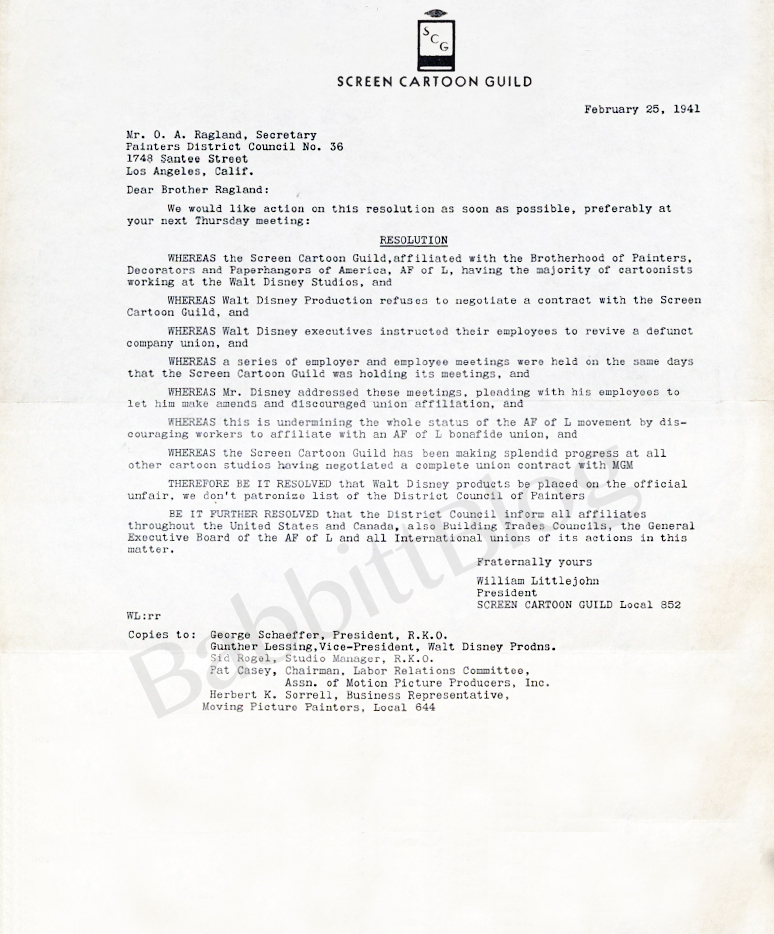 SCG
SCREEN CARTOON GUILD
February 25, 1941
Mr. O. A. Ragland, Secretary
Painters District Council No. 36
1748 Santee Street
Los Angeles, Calif.
Dear Brother Ragland:
We would like action on this resolution as soon as possible, preferably at
your next Thursday meeting:
RESOLUTION
WHEREAS the Screen Cartoon Guild,affiliated with the Brotherhood of Painters,
Decorators and Paperhangers of America, AF of L, having the majority of cartoonists
working at the Walt Disney Studios, and
WHEREAS Walt Disney Production refuses to negotiate a contract with the Screen
Cartoon Guild, and
WHEREAS Walt Disney executives instructed their employees to revive a defunct
company union, and
WHEREAS a series of employer and employee meetings were held on the same days
that the Screen Cartoon Guild was holding its meetings, and
WHEREAS Mr. Disney addressed these meetings, pleading with his employees to
let him make amends and discouraged union affiliation, and
WHEREAS this is undermining the whole status of the AF of L movement by dis-
couraging workers to affiliate with an AF of L bonafide union, and
WHEREAS the Screen Cartoon Guild has been making splendid progress at all
other cartoon studios having negotiated a complete union contract with MGM
THEREFORE BE IT RESOLVED that Walt Disney products be placed on the official
unfair, we don't patronize list of the District Council of Painters
BE IT FURTHER RESOLVED that the District Council inform all affiliates
throughout the United States and Canada, also Building Trades Councils, the General
Executive Board of the AF of L and all International unions of its actions in this
matter.
Fraternally yours
William Littlejohn
President
SCREEN CARTOON GUILD Local 852
WL:rr
Copies to: George Schaeffer, President, R.K.O.
Gunther Lessing,Vice-President, Walt Disney Prodns.
Sid Rogel, Studio Manager, R.K.O.
Pat Casey, Chairman, Labor Relations Committee,
Assn. of Motion Picture Producers, Inc.
Herbert K. Sorrell, Business Representative,
Moving Picture Painters, Local 644
BabbittBlog